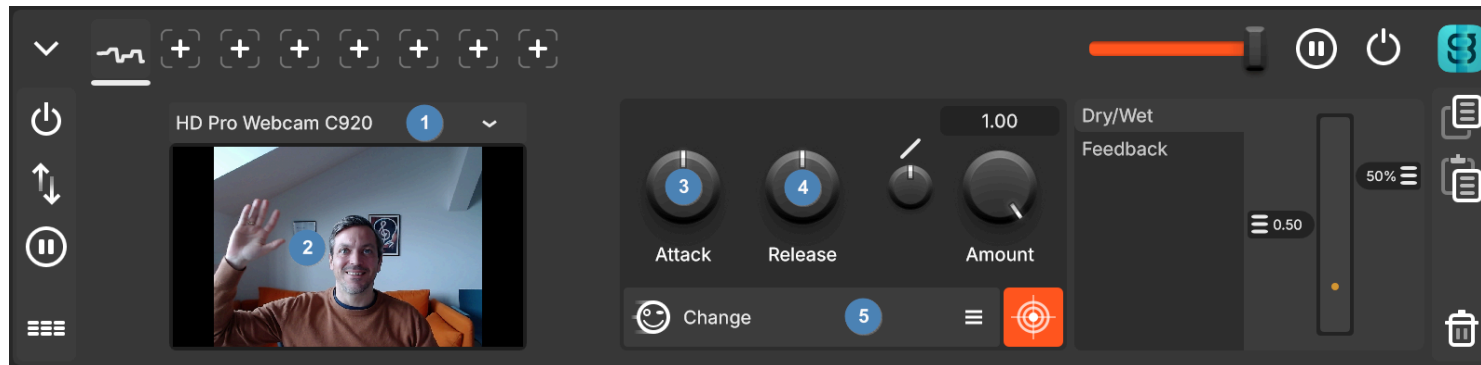 HD Pro Webcam C920 1
2
1.00
3
4
Attack
Release
Amount
Change 5
Dry/Wet
Feedback
50%
0.50